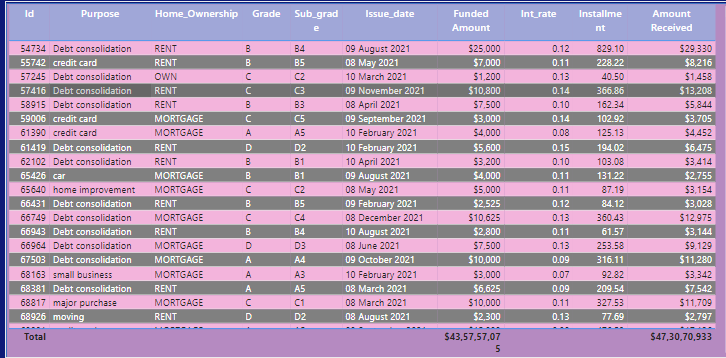 Id Purpose Home_Ownership Grade Sub_grad Issue_date Funded Int_rate Installme Amount
e Amount nt Received
54734 Debt consolidation RENT B B4 09 August 2021 $25,000 0.12 829.10 $29,330
55742 credit card RENT B B5 08 May 2021 $7,000 0.11 228.22 $8,216
57245 Debt consolidation OWN C C2 10 March 2021 $1,200 0.13 40.50 $1,458
57416 Debt consolidation RENT C C3 09 November 2021 $10,800 0.14 366.86 $13,208
58915 Debt consolidation RENT B B3 08 April 2021 $7,500 0.10 162.34 $5,844
59006 credit card MORTGAGE C C5 09 September 2021 $3,000 0.14 102.92 $3,705
61390 credit card MORTGAGE A A5 10 February 2021 $4,000 0.08 125.13 $4,452
61419 Debt consolidation RENT D D2 10 February 2021 $5,600 0.15 194.02 $6,475
62102 Debt consolidation RENT B B1 10 April 2021 $3,200 0.10 103.08 $3,414
65426 car MORTGAGE B B1 09 August 2021 $4,000 0.11 131.22 $2,755
65640 home improvement MORTGAGE C C2 08 May 2021 $5,000 0.11 87.19 $3,154
66431 Debt consolidation RENT B B5 09 February 2021 $2,525 0.12 84.12 $3,028
66749 Debt consolidation MORTGAGE C C4 08 December 2021 $10,625 0.13 360.43 $12,975
66943 Debt consolidation RENT B B4 10 August 2021 $1,800 0.11 61.57 $3,144
66964 Debt consolidation MORTGAGE D D3 08 June 2021 $7,500 0.13 253.58 $9,129
67503 Debt consolidation MORTGAGE A A4 09 October 2021 $10,000 0.09 316.11 $11,280
68163 small business MORTGAGE A A3 10 February 2021 $3,000 0.07 92.82 $3,342
68381 Debt consolidation RENT A A5 08 March 2021 $6,625 0.09 209.54 $7,542
68817 major purchase MORTGAGE C C1 08 March 2021 $10,000 0.11 327.53 $11,709
68926 moving RENT D D2 08 August 2021 $2,300 0.13 77.69 $2,797
Total $43,57,57,07 $47,30,70,933
5